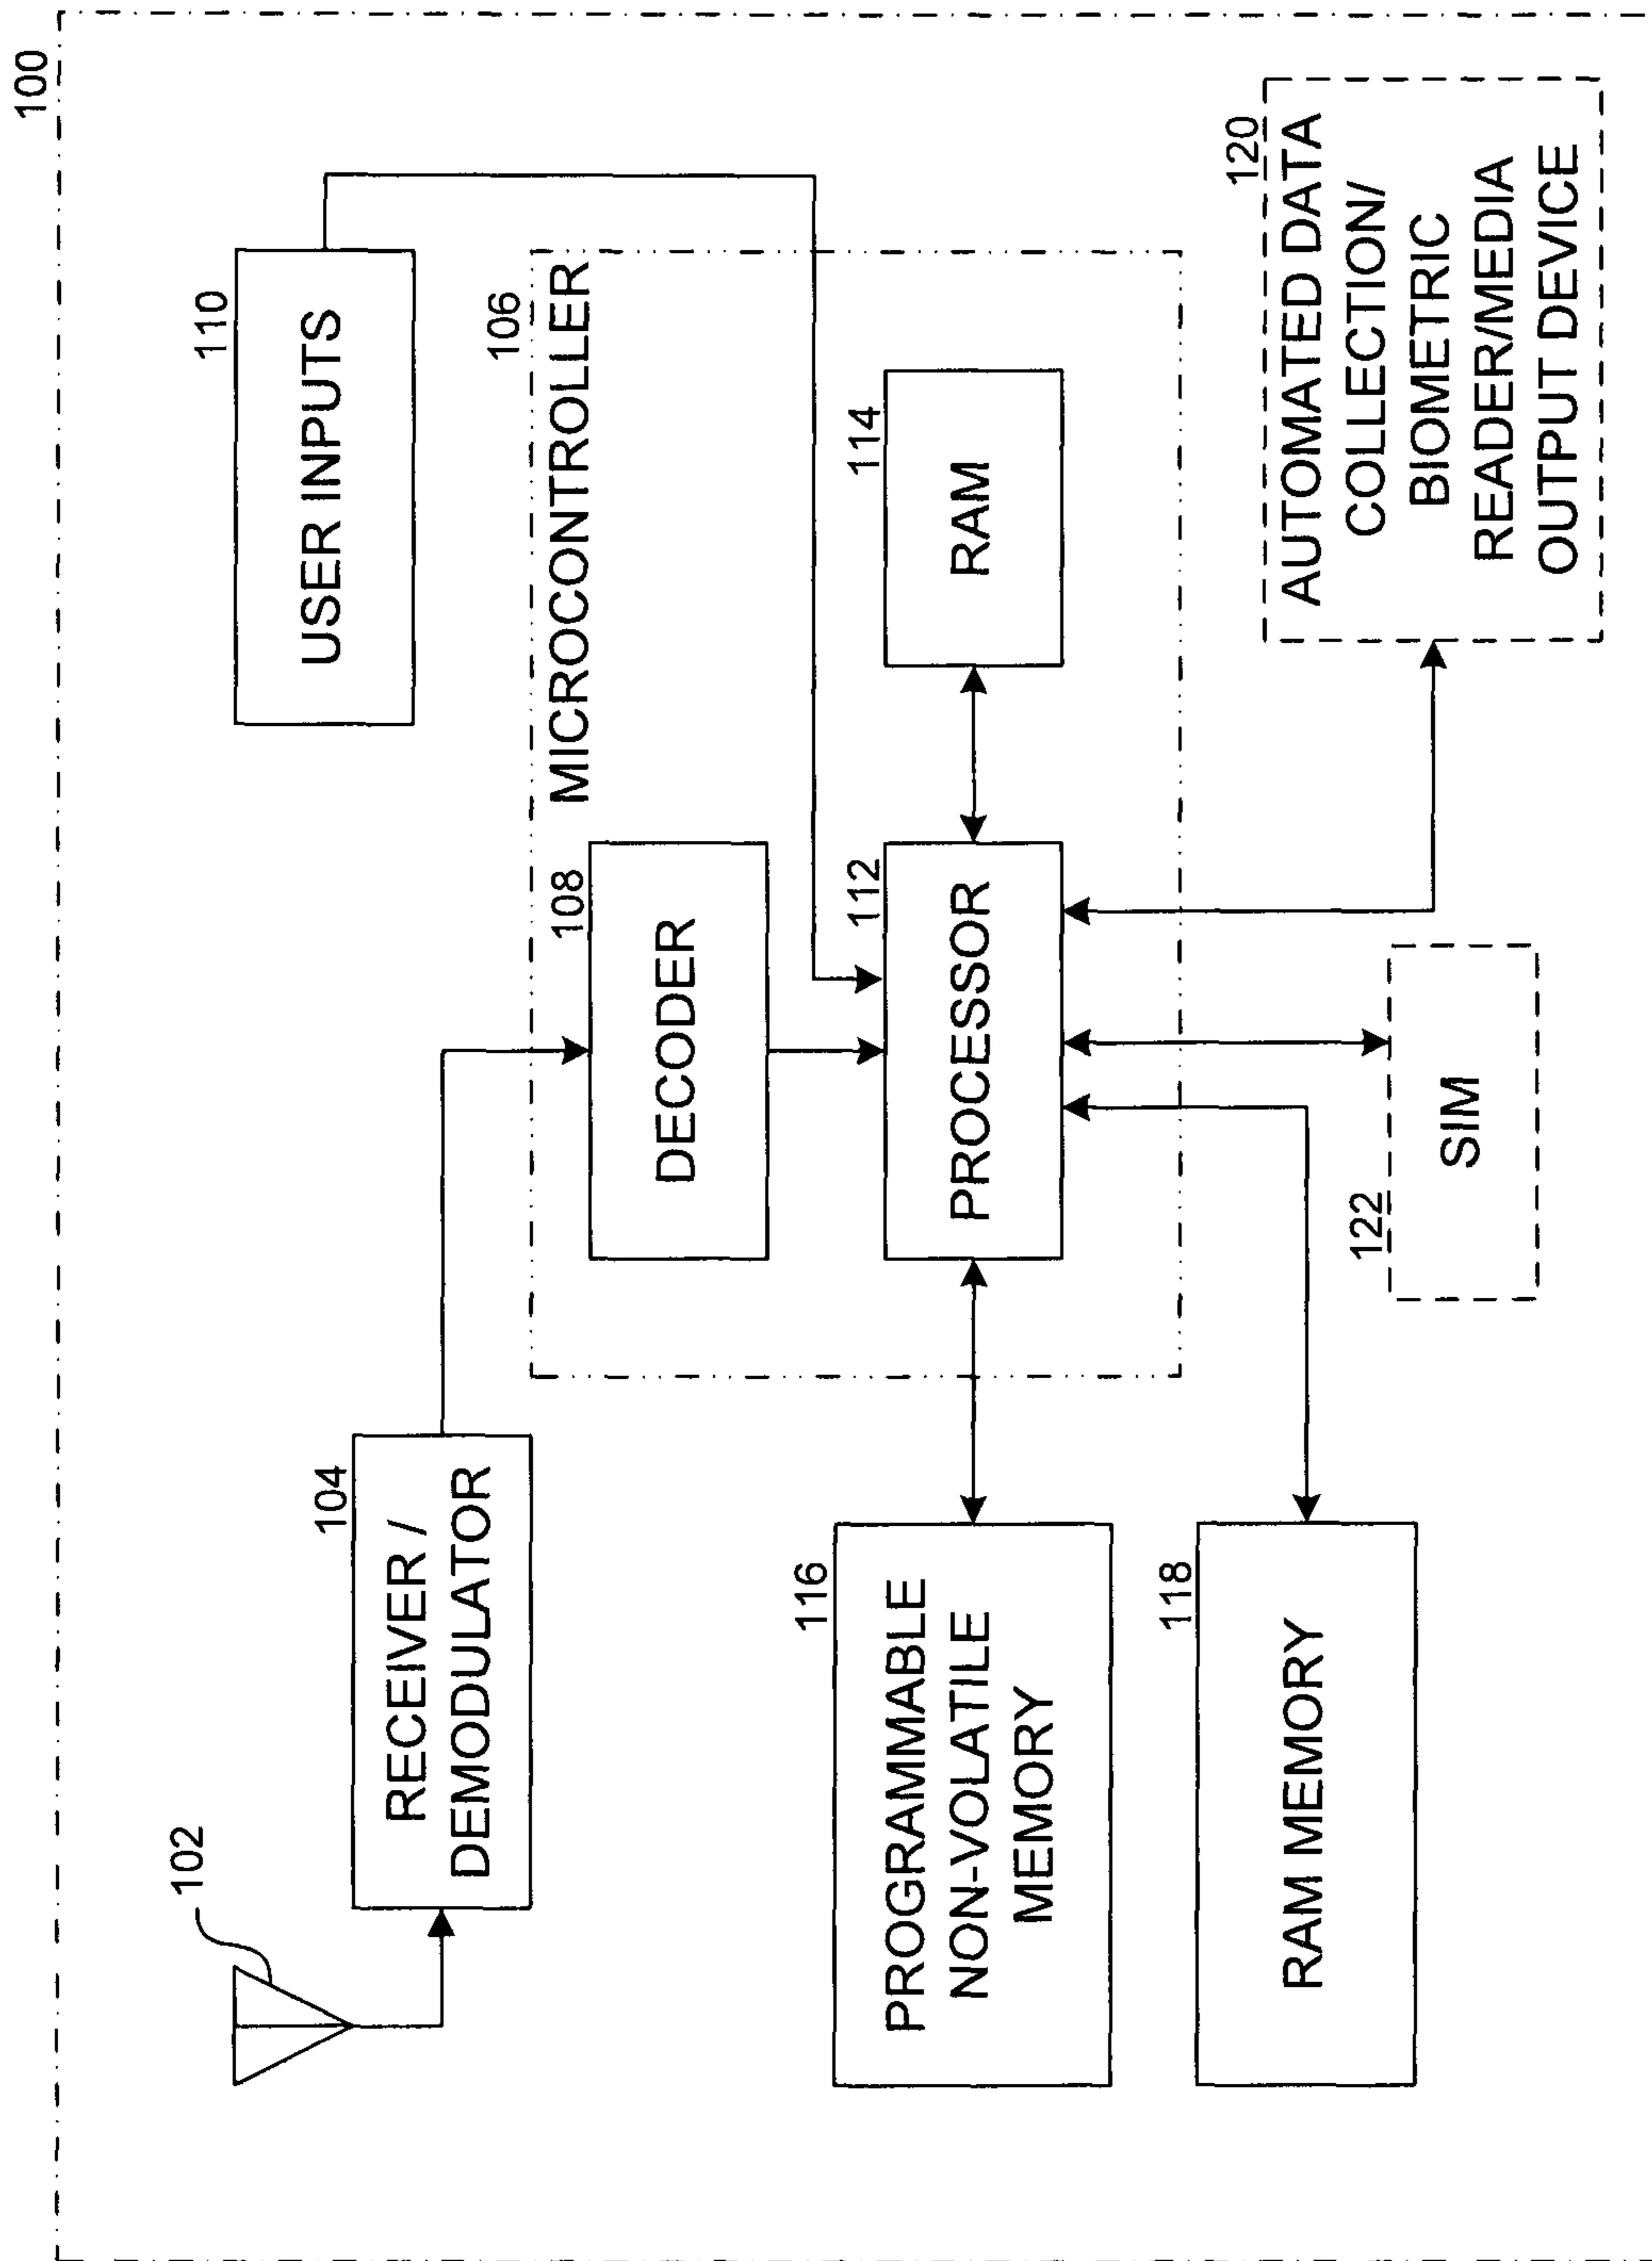 100
102
104
RECEIVER /
DEMODULATOR
110
USER INPUTS
106
MICROCONTROLLER
108
DECODER
112
PROCESSOR
114
RAM
116
PROGRAMMABLE
NON-VOLATILE
MEMORY
118
RAM MEMORY
122
SIM
120
AUTOMATED DATA
COLLECTION/
BIOMETRIC
READER/MEDIA
OUTPUT DEVICE